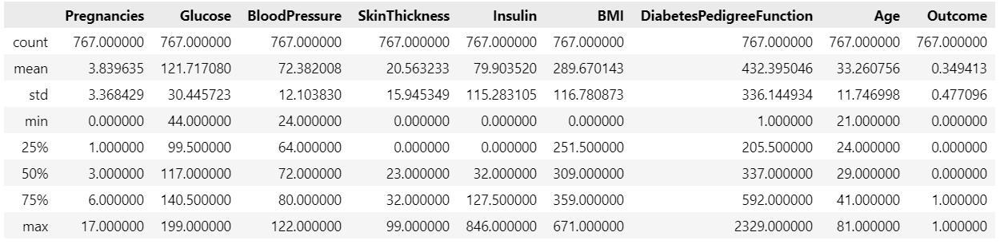 Pregnancies Glucose BloodPressure SkinThickness Insulin BMI DiabetesPedigreeFunction Age Outcome
count 767.000000 767.000000 767.000000 767.000000 767.000000 767.000000 767.000000 767.000000 767.000000
mean 3.839635 121.717080 72.382008 20.563233 79.903520 289.670143 432.395046 33.260756 0.349413
std 3.368429 30.445723 12.103830 15.945349 115.283105 116.780873 336.144934 11.746998 0.477096
min 0.000000 44.000000 24.000000 0.000000 0.000000 0.000000 1.000000 21.000000 0.000000
25% 1.000000 99.500000 64.000000 0.000000 0.000000 251.500000 205.500000 24.000000 0.000000
50% 3.000000 117.000000 72.000000 23.000000 32.000000 309.000000 337.000000 29.000000 0.000000
75% 6.000000 140.500000 80.000000 32.000000 127.500000 359.000000 592.000000 41.000000 1.000000
max 17.000000 199.000000 122.000000 99.000000 846.000000 671.000000 2329.000000 81.000000 1.000000